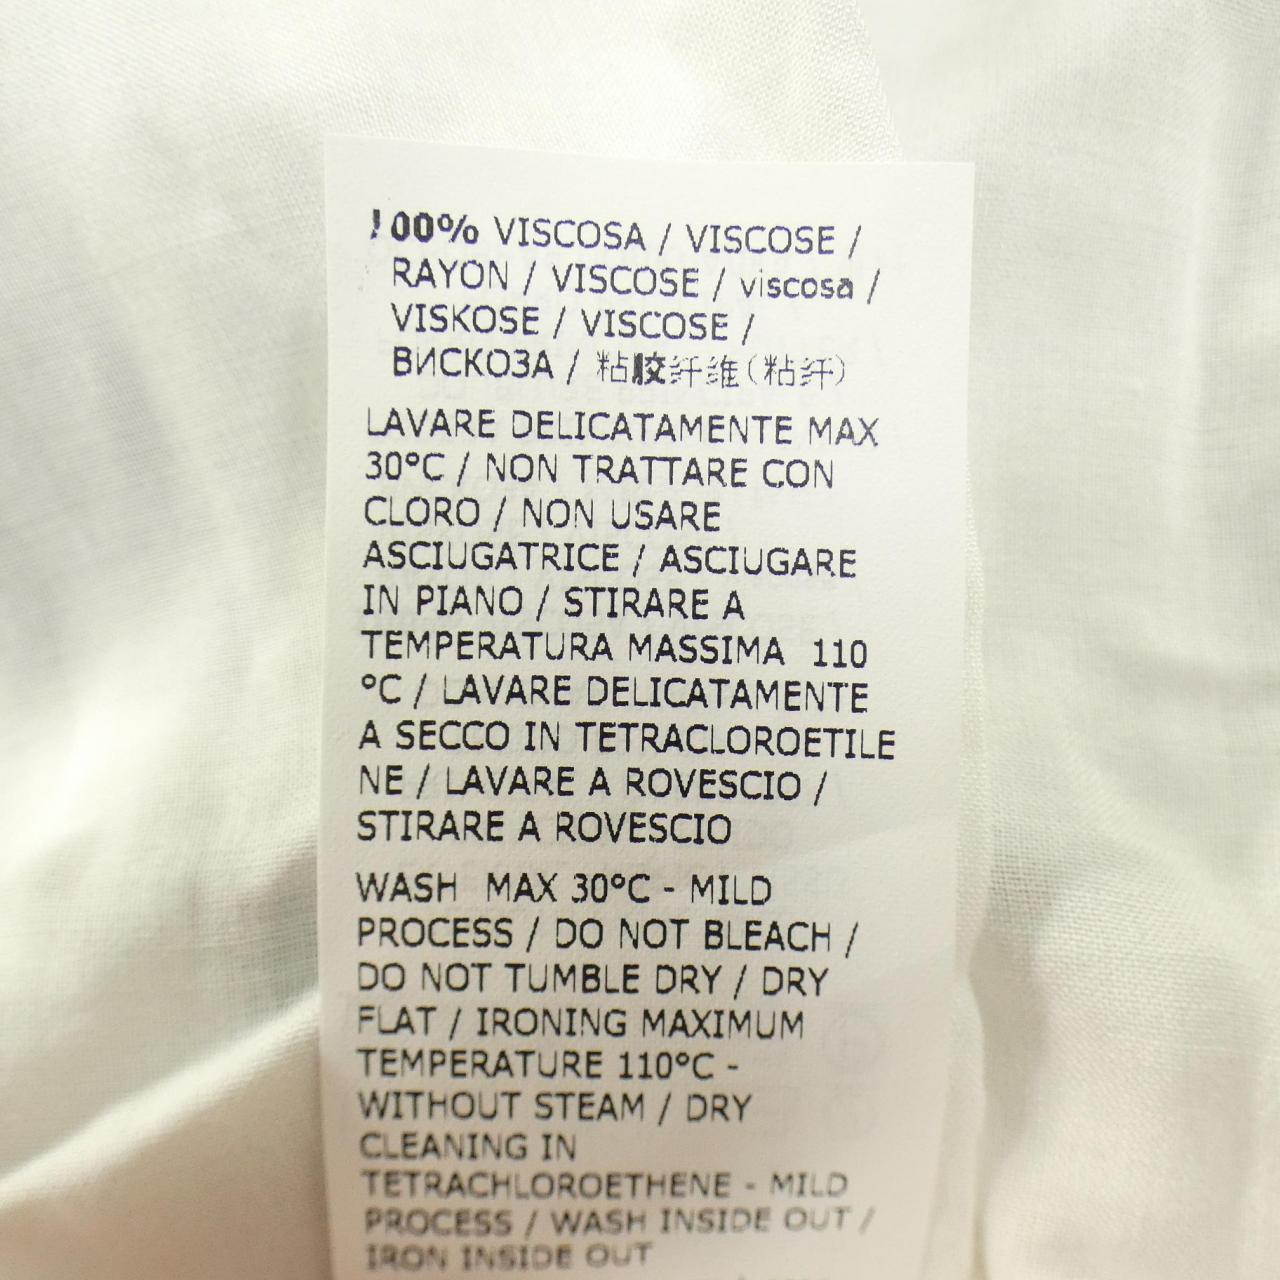 100% VISCOSA / VISCOSE /
RAYON / VISCOSE / viscosa /
VISKOSE / VISCOSE /
ВИСКОЗА / 粘胶纤维(粘纤)
LAVARE DELICATAMENTE MAX
30°C / NON TRATTARE CON
CLORO / NON USARE
ASCIUGATRICE / ASCIUGARE
IN PIANO / STIRARE A
TEMPERATURA MASSIMA 110
°C / LAVARE DELICATAMENTE
A SECCO IN TETRACLOROETILE
NE / LAVARE A ROVESCIO /
STIRARE A ROVESCIO
WASH MAX 30°C - MILD
PROCESS / DO NOT BLEACH /
DO NOT TUMBLE DRY / DRY
FLAT / IRONING MAXIMUM
TEMPERATURE 110°C -
WITHOUT STEAM / DRY
CLEANING IN
TETRACHLOROETHENE - MILD
PROCESS / WASH INSIDE OUT /
IRON INSIDE OUT